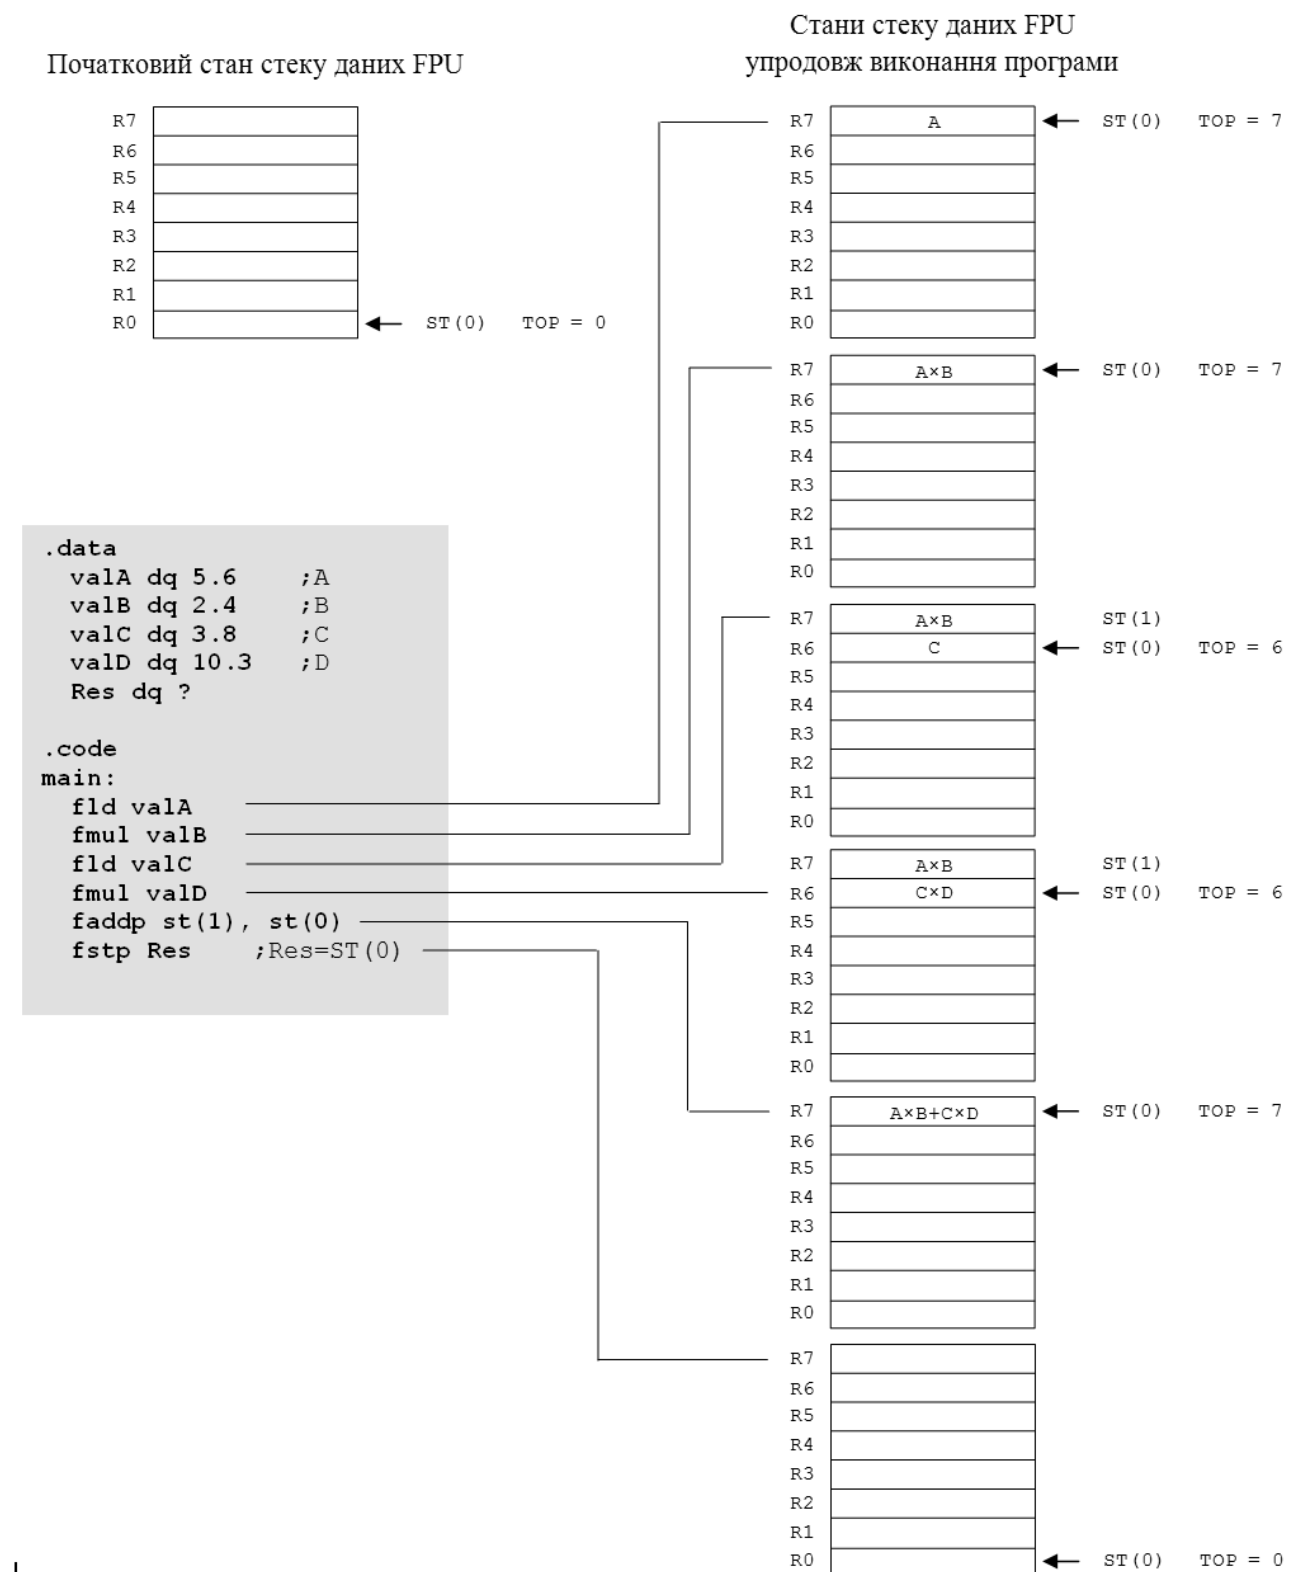 Початковий стан стеку даних FPU
R7
R6
R5
R4
R3
R2
R1
R0 ST(0) TOP = 0
.data
valA dq 5.6 ;A
valB dq 2.4 ;B
valC dq 3.8 ;C
valD dq 10.3 ;D
Res dq ?
.code
main:
fld valA
fmul valB
fld valC
fmul valD
faddp st(1), st(0)
fstp Res ;Res=ST(0)
Стани стеку даних FPU
упродовж виконання програми
R7 A ST(0) TOP = 7
R6
R5
R4
R3
R2
R1
R0
R7 A×B ST(0) TOP = 7
R6
R5
R4
R3
R2
R1
R0
R7 A×B ST(1)
R6 C ST(0) TOP = 6
R5
R4
R3
R2
R1
R0
R7 A×B ST(1)
R6 C×D ST(0) TOP = 6
R5
R4
R3
R2
R1
R0
R7 A×B+C×D ST(0) TOP = 7
R6
R5
R4
R3
R2
R1
R0
R7
R6
R5
R4
R3
R2
R1
R0 ST(0) TOP = 0